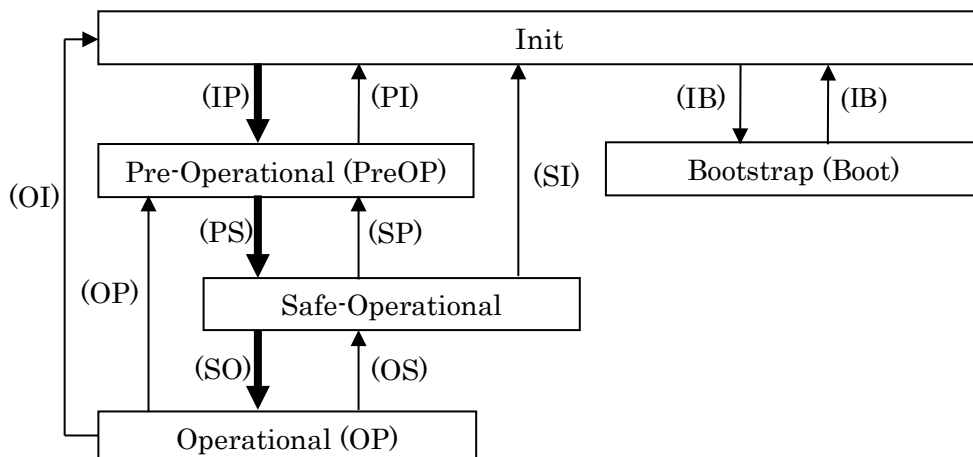 Init
(IP)
(PI)
(IB)
(IB)
Pre-Operational (PreOP)
(SI)
Bootstrap (Boot)
(OI)
(PS)
(SP)
(OP)
Safe-Operational
(SO)
(OS)
Operational (OP)